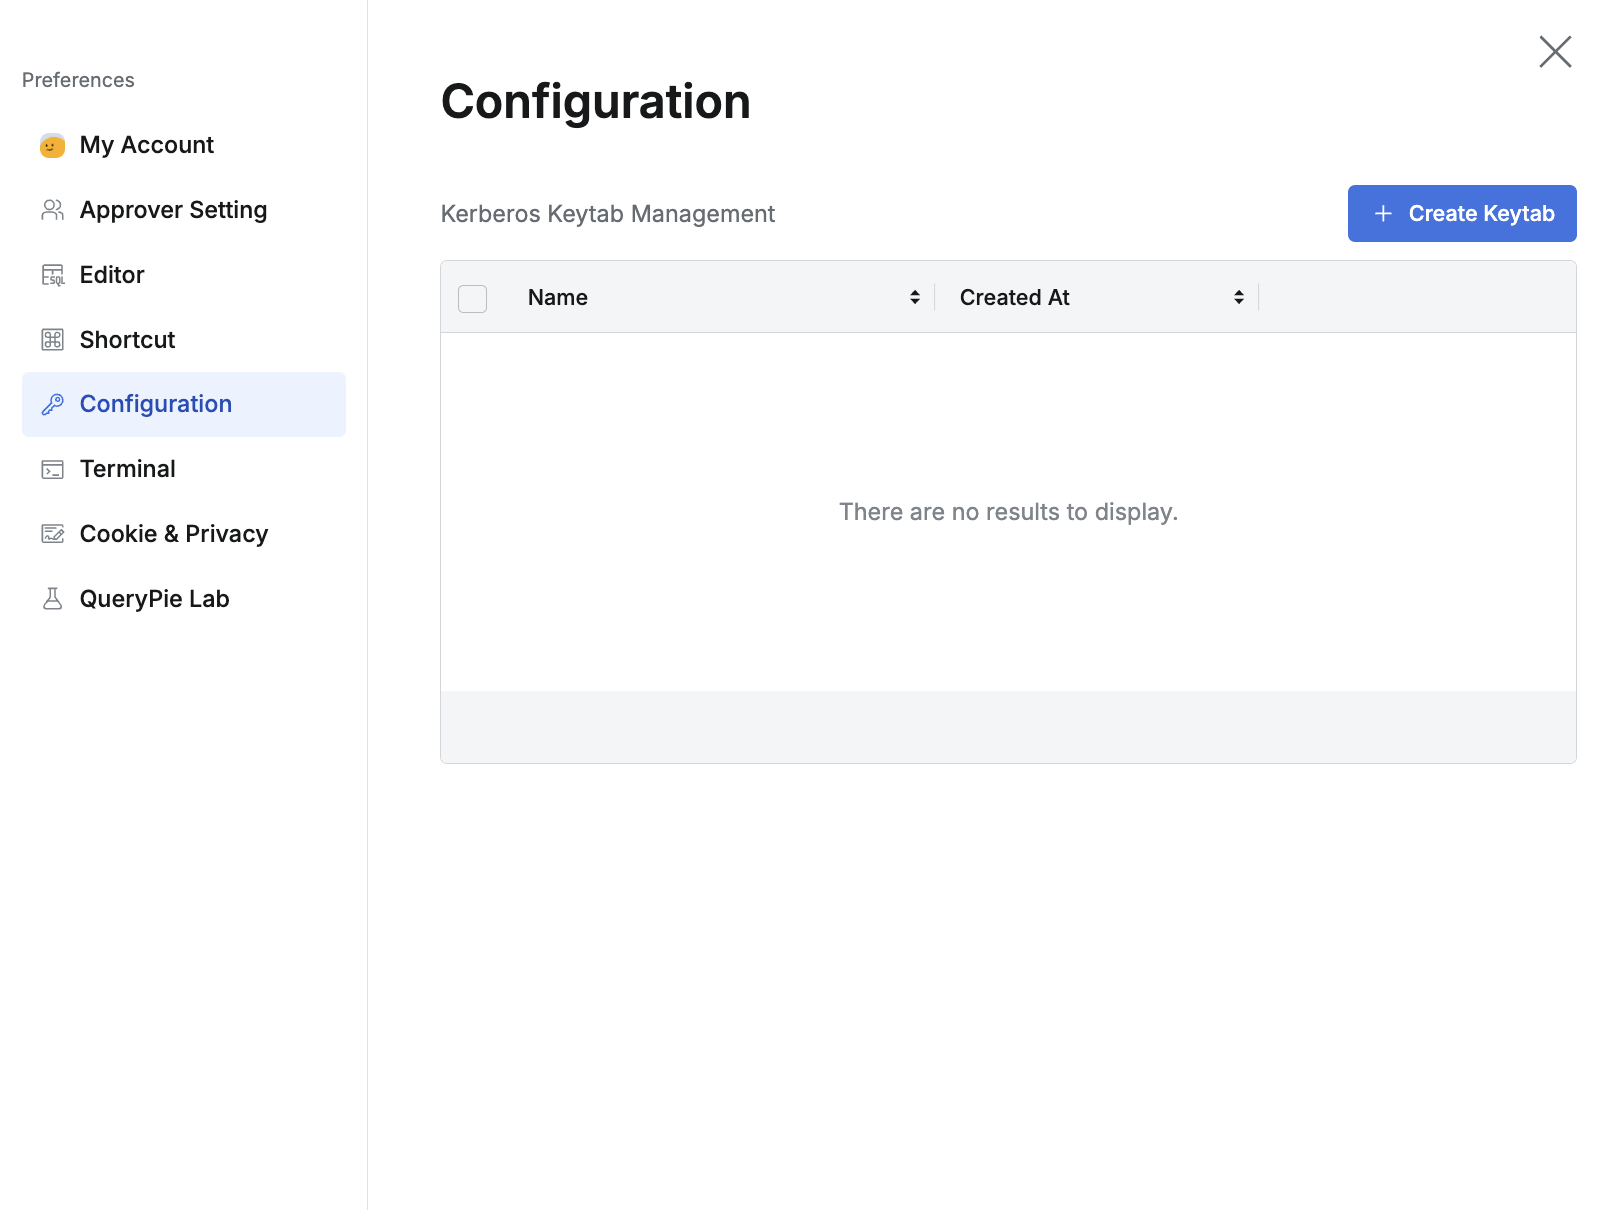 Preferences
My Account
Approver Setting
Editor
Shortcut
Configuration
Terminal
Cookie & Privacy
QueryPie Lab
Configuration
Kerberos Keytab Management
Create Keytab
Name
Created At
There are no results to display.